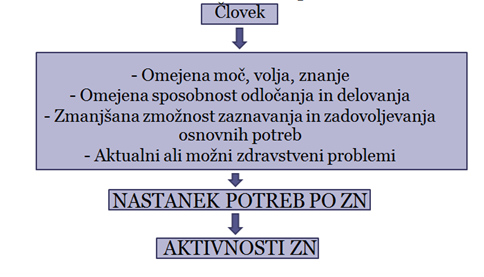 Človek
- Omejena moč, volja, znanje
- Omejena sposobnost odločanja in delovanja
- Zmanjšana zmožnost zaznavanja in zadovoljevanja
osnovnih potreb
- Aktualni ali možni zdravstveni problemi
NASTANEK POTREB PO ZN
AKTIVNOSTI ZN